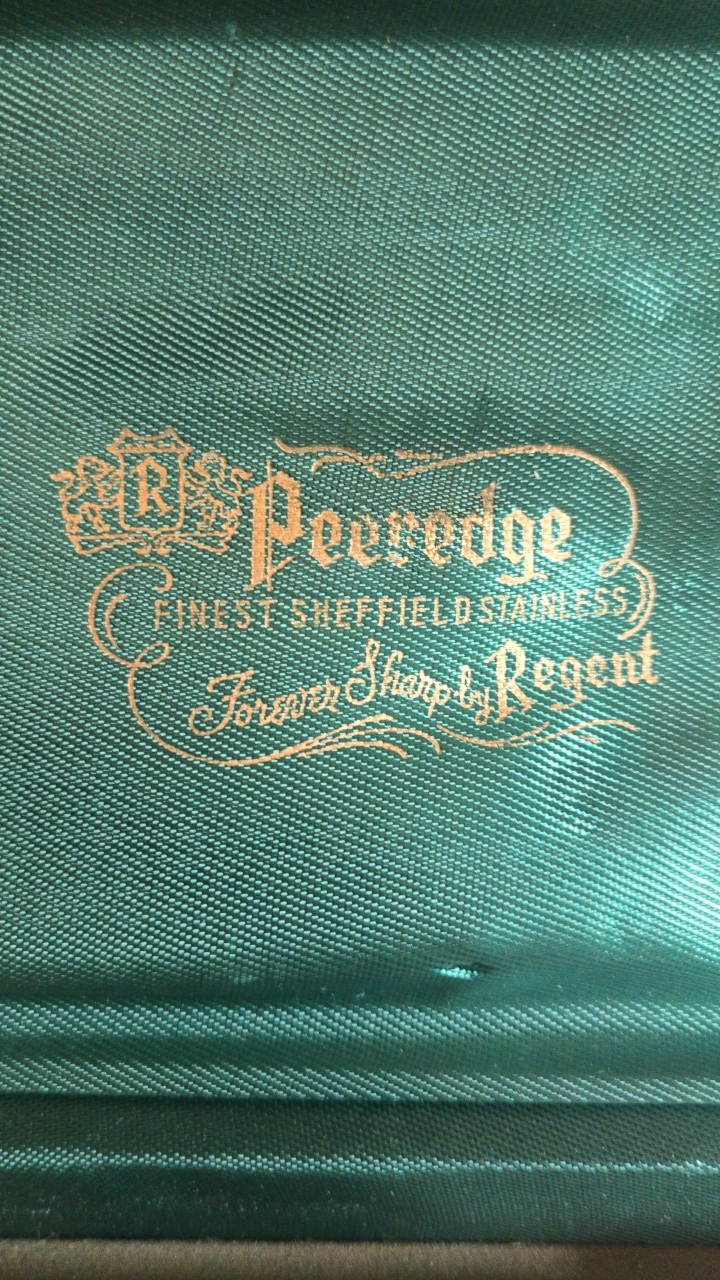 R
Peeredge
FINEST SHEFFIELD STAINLESS
Forever Sharp by Regent